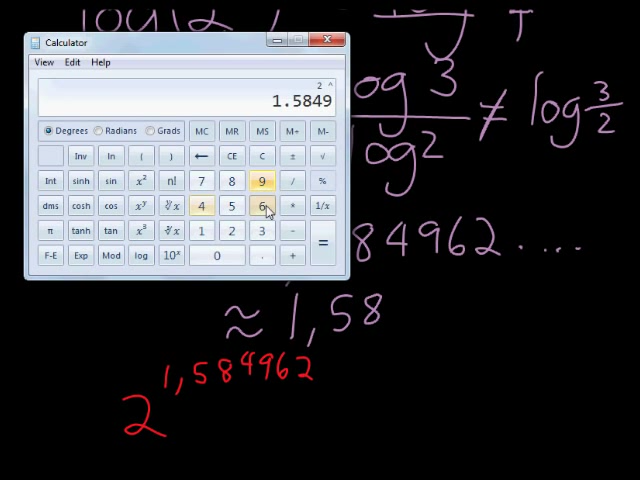 Calculator
View Edit Help
2 ^
1.5849
Degrees Radians Grads MC MR MS M+ M-
Inv ln ( ) ← CE C ± √
Int sinh sin x² n! 7 8 9 / %
dms cosh cos xʸ ʸ√x 4 5 6 * 1/x
π tanh tan x³ ³√x 1 2 3 - =
F-E Exp Mod log 10ˣ 0 . +
log 3 / log 2 ≠ log 3/2
84962 ....
≈ 1,58
2^1,584962